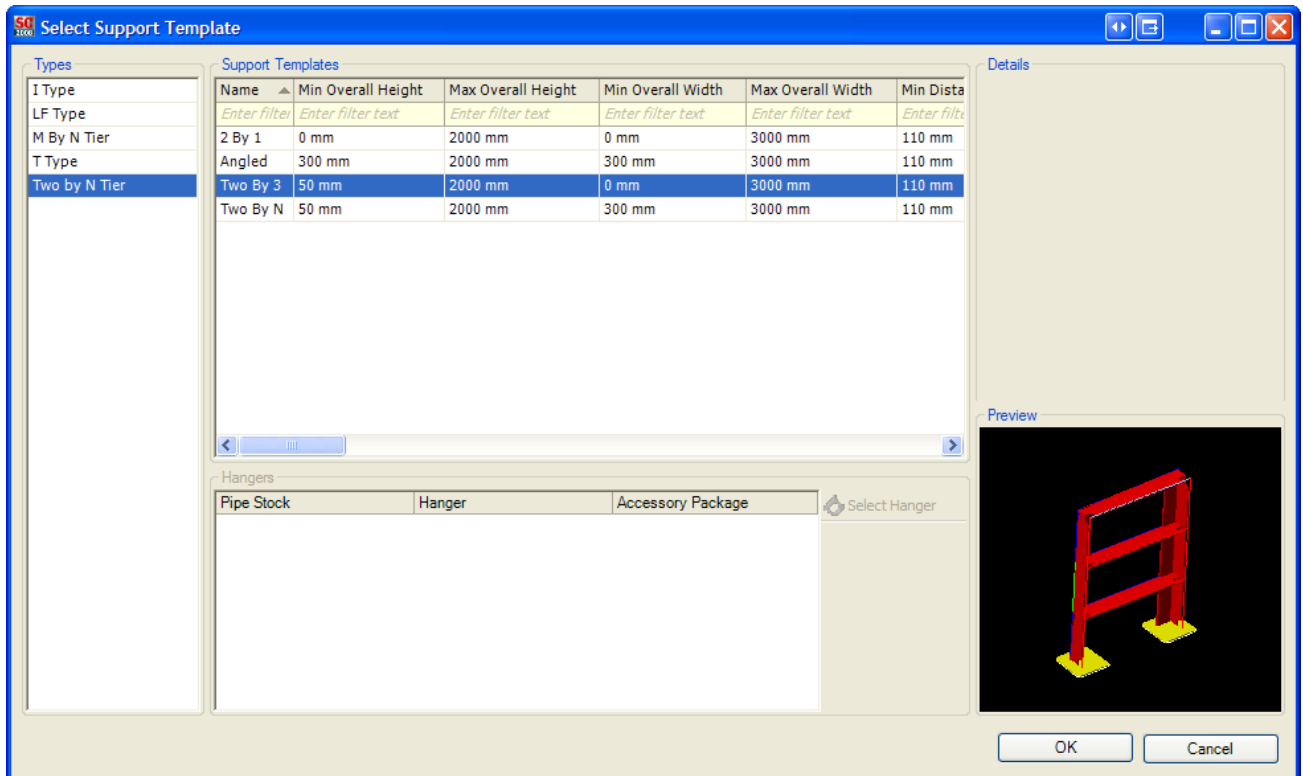 SC 2000 Select Support Template
Types
I Type
LF Type
M By N Tier
T Type
Two by N Tier
Support Templates
Name Min Overall Height Max Overall Height Min Overall Width Max Overall Width Min Dista
Enter filter Enter filter text Enter filter text Enter filter text Enter filter text Enter filte
2 By 1 0 mm 2000 mm 0 mm 3000 mm 110 mm
Angled 300 mm 2000 mm 300 mm 3000 mm 110 mm
Two By 3 50 mm 2000 mm 0 mm 3000 mm 110 mm
Two By N 50 mm 2000 mm 300 mm 3000 mm 110 mm
Hangers
Pipe Stock Hanger Accessory Package
Select Hanger
Details
Preview
OK Cancel